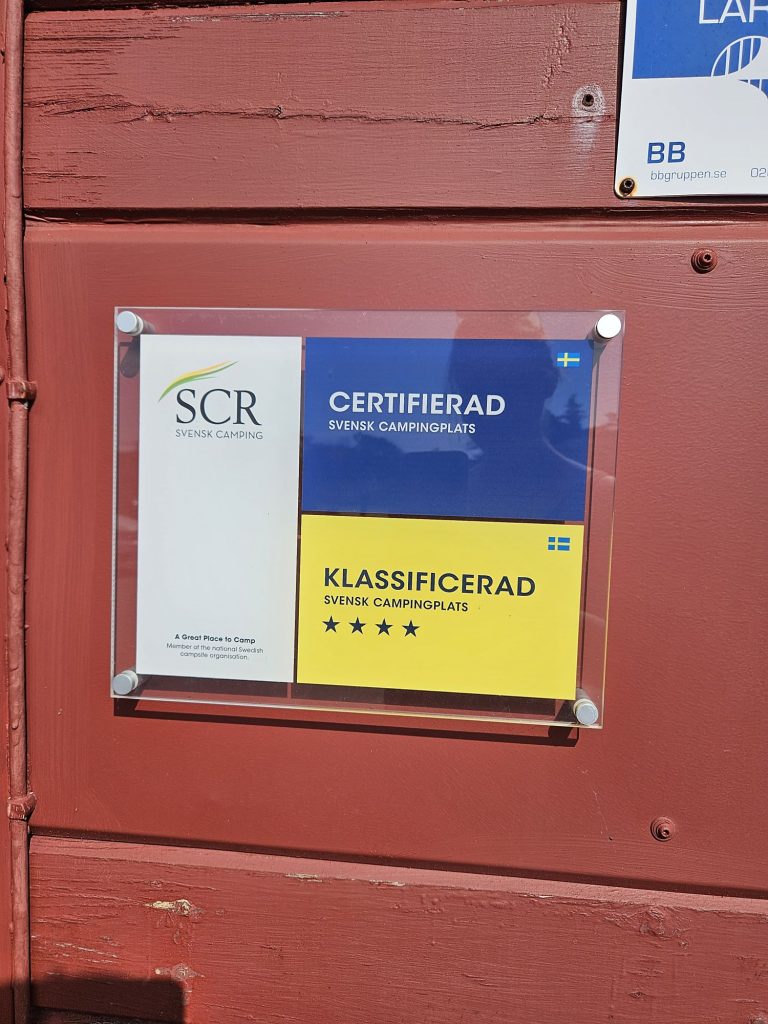 BB
bbgruppen.se
SCR
SVENSK CAMPING
A Great Place to Camp
Member of the national Swedish
campsite organisation.
CERTIFIERAD
SVENSK CAMPINGPLATS
KLASSIFICERAD
SVENSK CAMPINGPLATS
★ ★ ★ ★